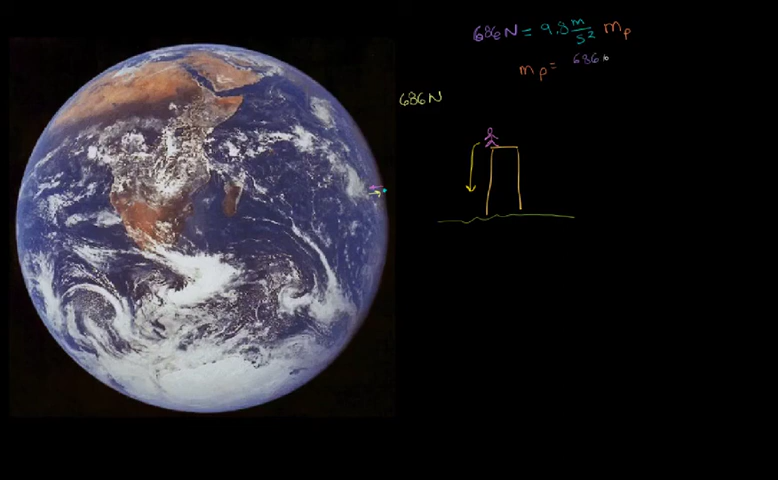 686N = 9.8 m/s² mₚ
mₚ = 686
686N